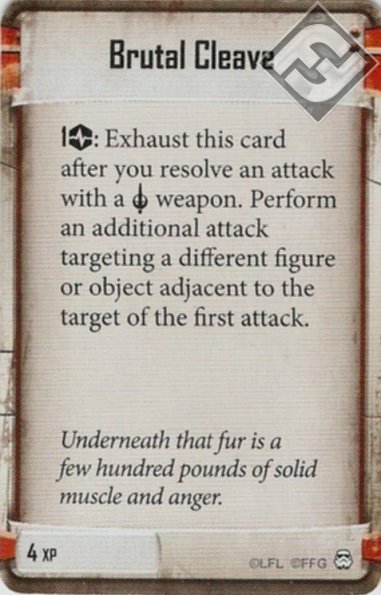 Brutal Cleave
1: Exhaust this card
after you resolve an attack
with a weapon. Perform
an additional attack
targeting a different figure
or object adjacent to the
target of the first attack.
Underneath that fur is a
few hundred pounds of solid
muscle and anger.
4 XP
©LFL ©FFG